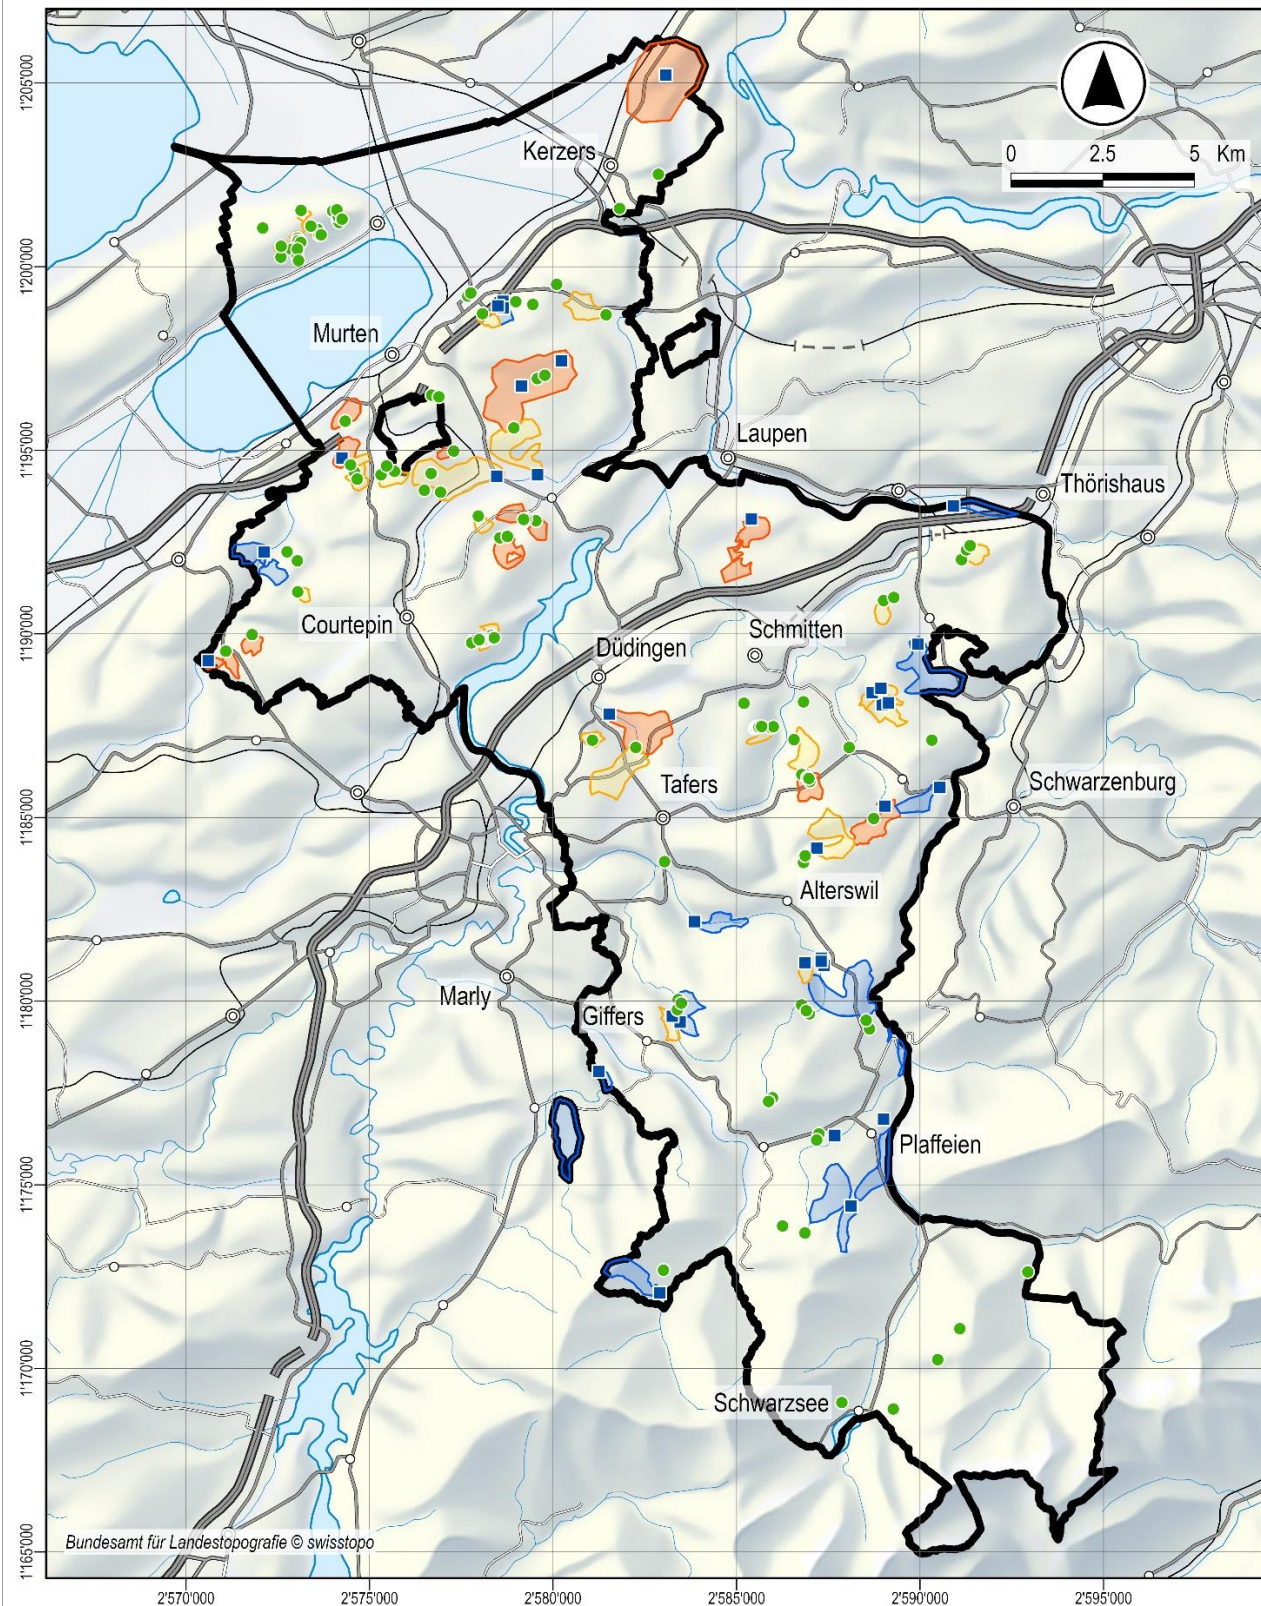 1'205'000
Kerzers
0 2.5 5 Km
1'200'000
Murten
1'195'000
Laupen
Thörishaus
1'190'000
Courtepin
Düdingen
Schmitten
1'185'000
Tafers
Schwarzenburg
Alterswil
1'180'000
Marly
Giffers
1'175'000
Plaffeien
1'170'000
Schwarzsee
Bundesamt für Landestopografie © swisstopo
1'165'000
2'570'000 2'575'000 2'580'000 2'585'000 2'590'000 2'595'000